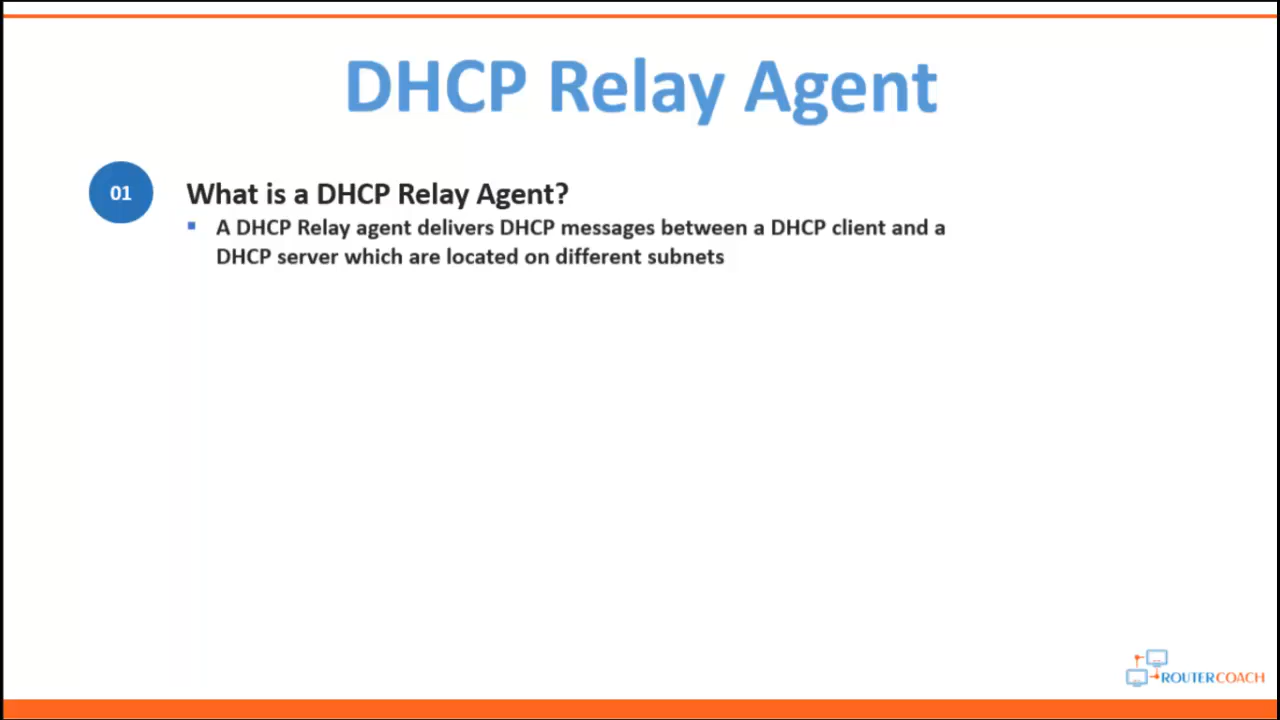 DHCP Relay Agent
01
What is a DHCP Relay Agent?
▪ A DHCP Relay agent delivers DHCP messages between a DHCP client and a
DHCP server which are located on different subnets
ROUTERCOACH